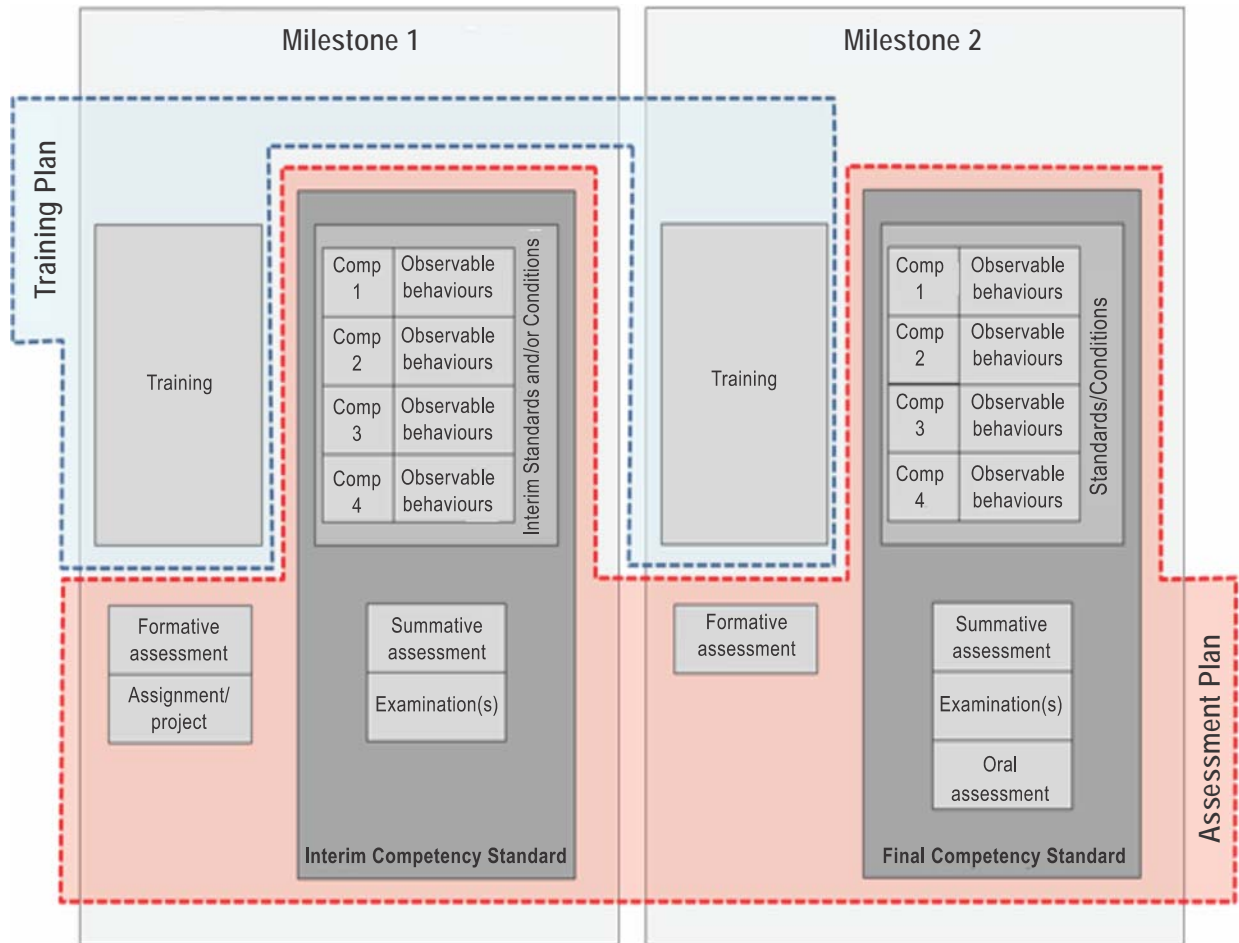 Milestone 1
Milestone 2
Training Plan
Training
Comp
1
Observable
behaviours
Comp
2
Observable
behaviours
Comp
3
Observable
behaviours
Comp
4
Observable
behaviours
Interim Standards and/or Conditions
Formative
assessment
Assignment/
project
Summative
assessment
Examination(s)
Interim Competency Standard
Training
Comp
1
Observable
behaviours
Comp
2
Observable
behaviours
Comp
3
Observable
behaviours
Comp
4
Observable
behaviours
Standards/Conditions
Formative
assessment
Summative
assessment
Examination(s)
Oral
assessment
Final Competency Standard
Assessment Plan